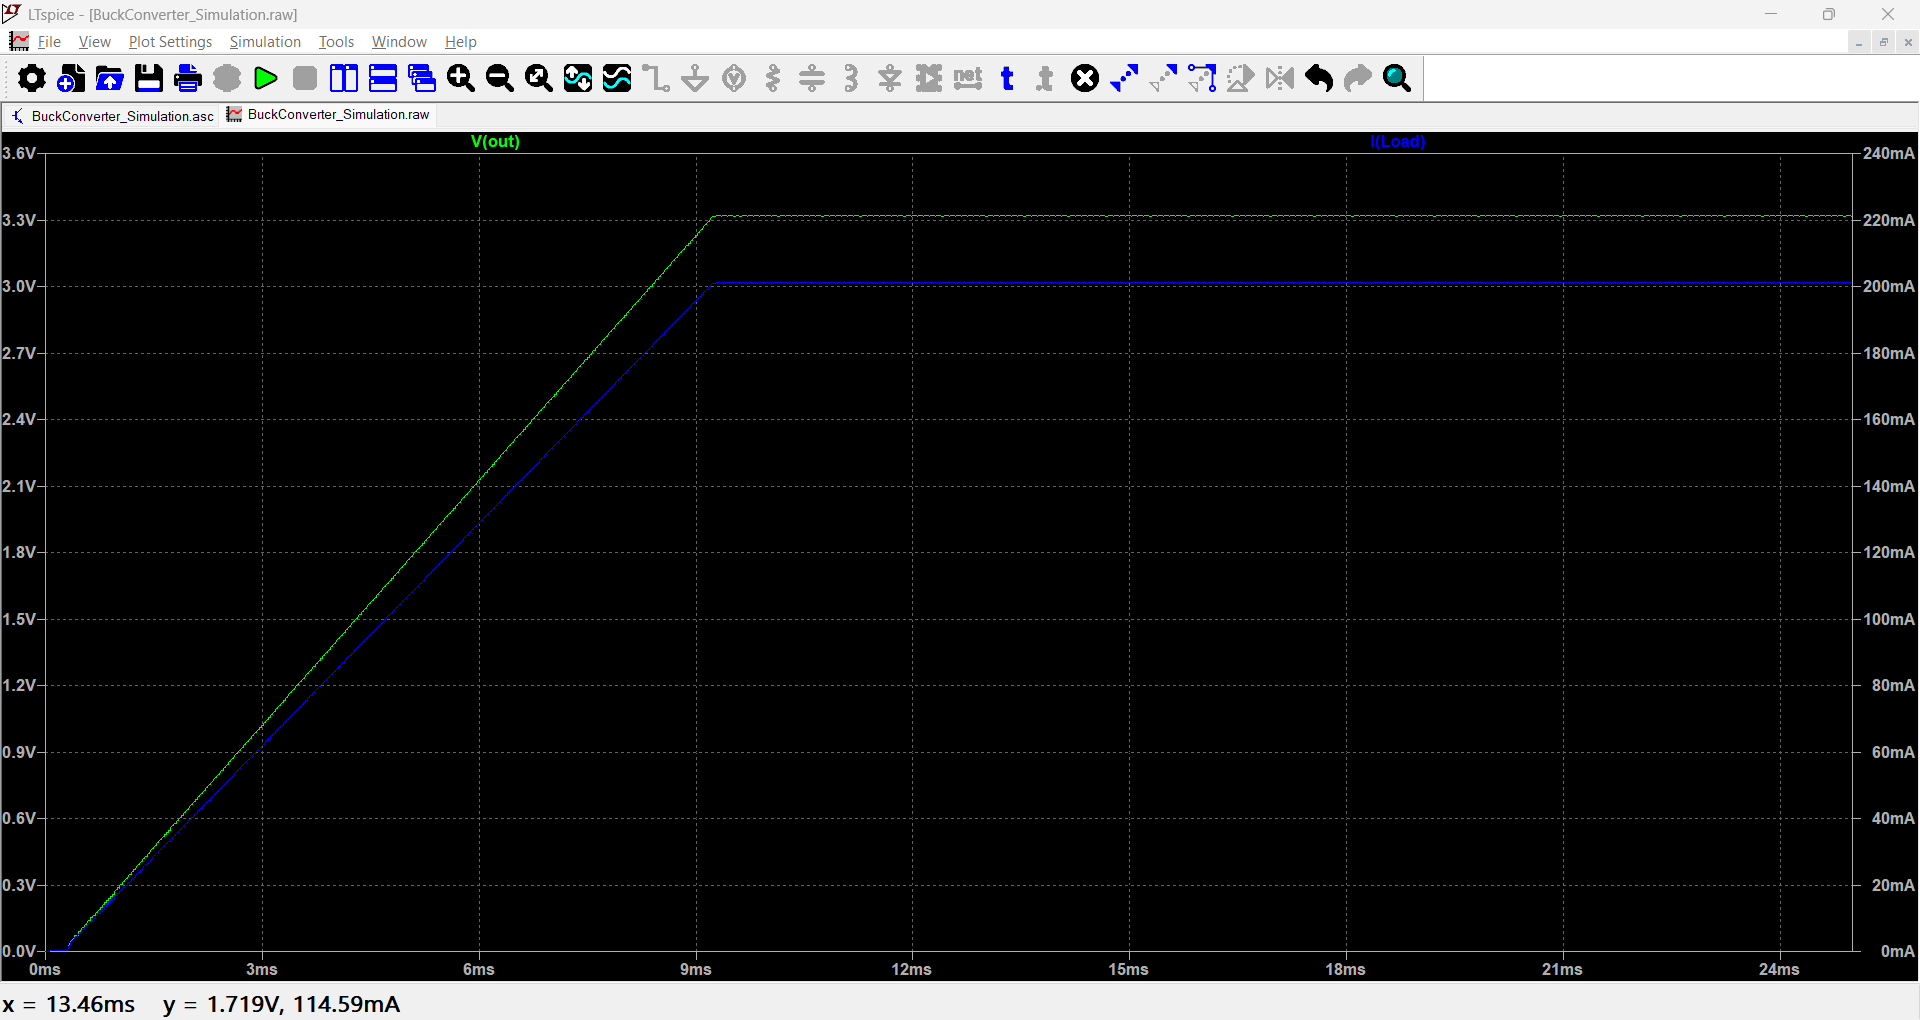 LTspice - [BuckConverter_Simulation.raw]
File View Plot Settings Simulation Tools Window Help
net t .t
BuckConverter_Simulation.asc BuckConverter_Simulation.raw
V(out) I(Load)
3.6V 240mA
3.3V 220mA
3.0V 200mA
2.7V 180mA
2.4V 160mA
2.1V 140mA
1.8V 120mA
1.5V 100mA
1.2V 80mA
0.9V 60mA
0.6V 40mA
0.3V 20mA
0.0V 0mA
0ms 3ms 6ms 9ms 12ms 15ms 18ms 21ms 24ms
x = 13.46ms y = 1.719V, 114.59mA